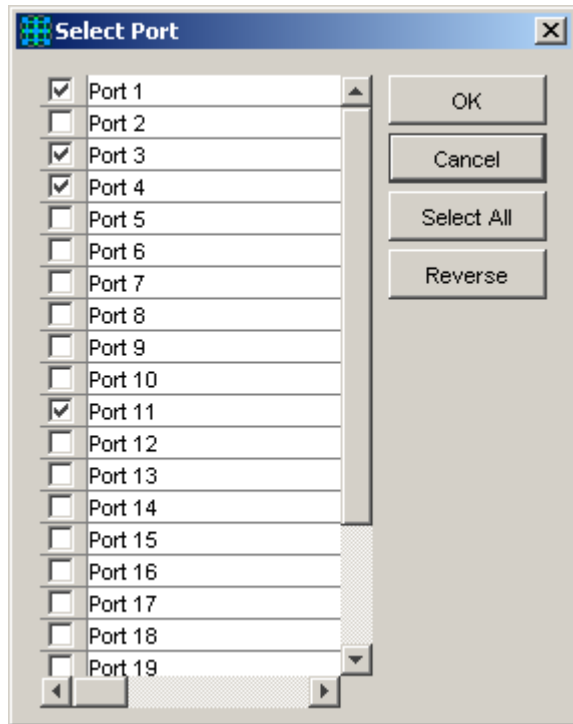 Select Port
Port 1
Port 2
Port 3
Port 4
Port 5
Port 6
Port 7
Port 8
Port 9
Port 10
Port 11
Port 12
Port 13
Port 14
Port 15
Port 16
Port 17
Port 18
Port 19
OK
Cancel
Select All
Reverse